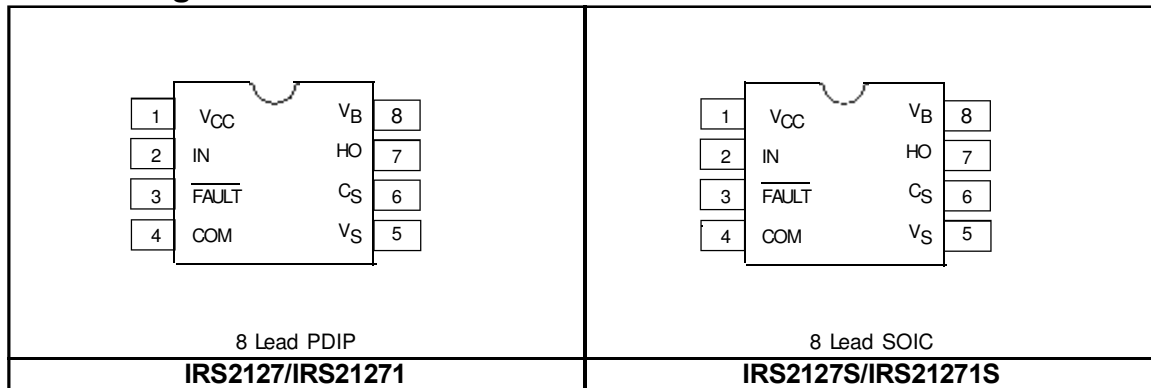 1 VCC VB 8
2 IN HO 7
3 FAULT CS 6
4 COM VS 5
8 Lead PDIP
IRS2127/IRS21271
1 VCC VB 8
2 IN HO 7
3 FAULT CS 6
4 COM VS 5
8 Lead SOIC
IRS2127S/IRS21271S